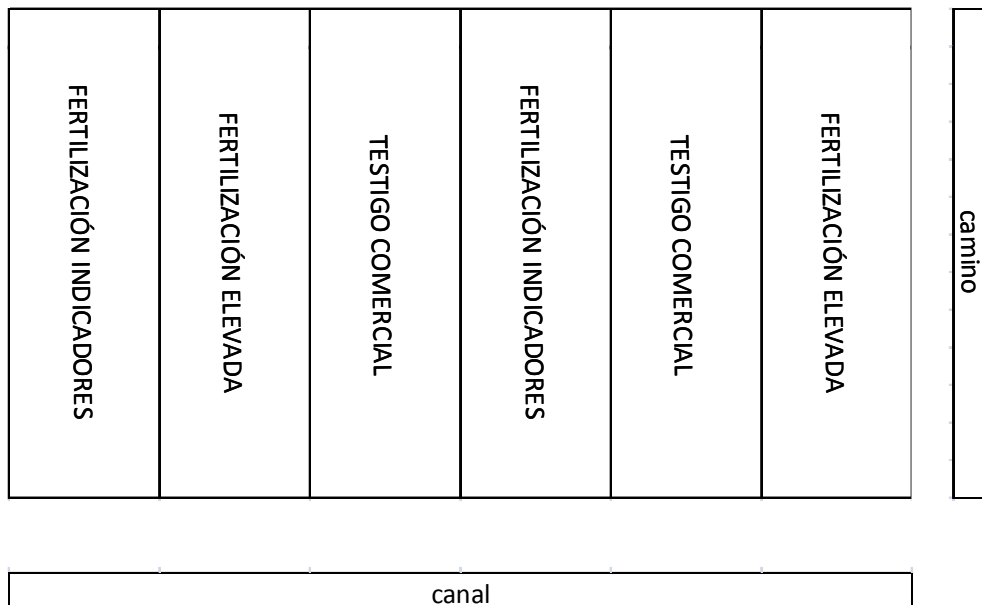 FERTILIZACIÓN INDICADORES
FERTILIZACIÓN ELEVADA
TESTIGO COMERCIAL
FERTILIZACIÓN INDICADORES
TESTIGO COMERCIAL
FERTILIZACIÓN ELEVADA
camino
canal